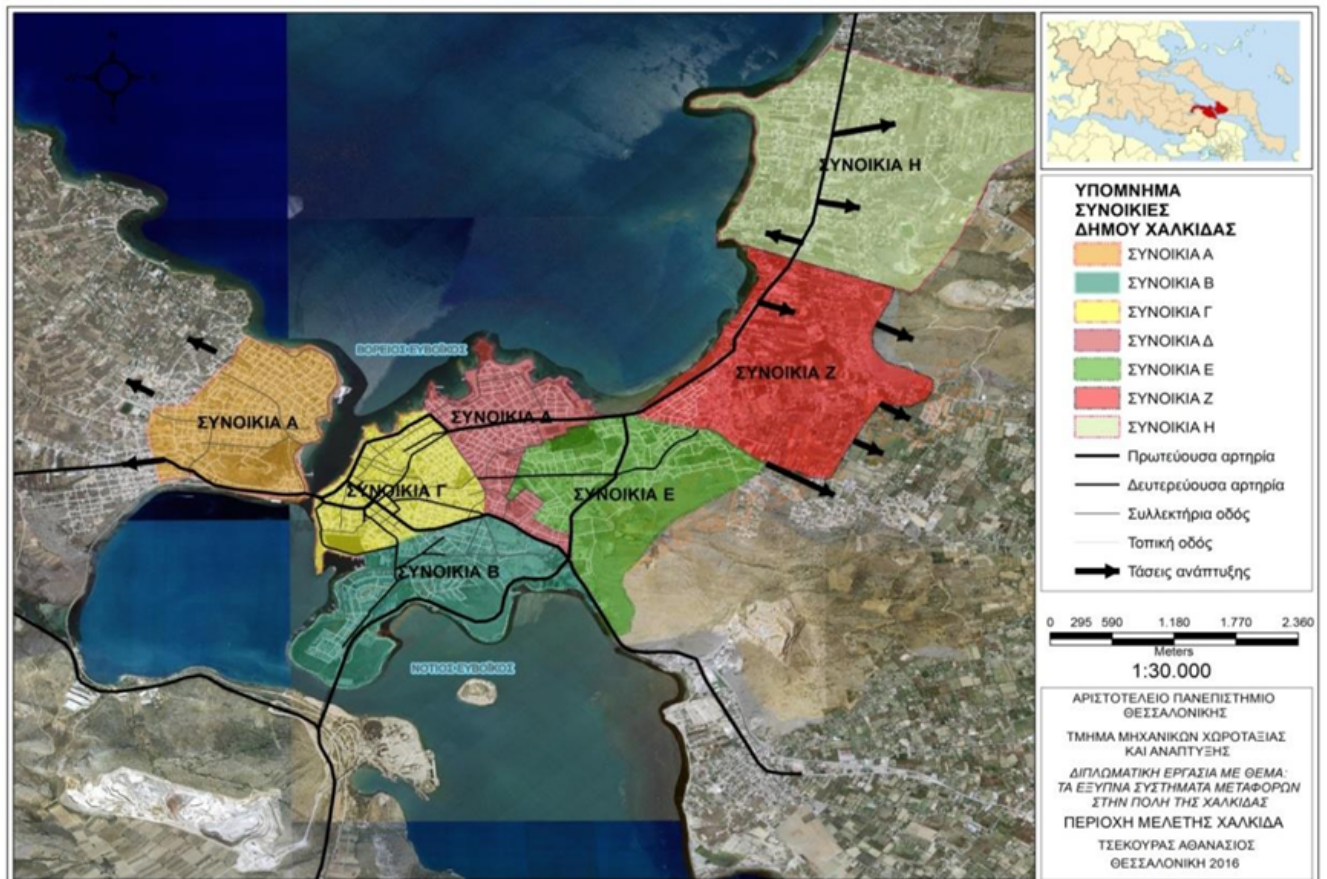 ΣΥΝΟΙΚΙΑ Η
ΒΟΡΕΙΟΣ ΕΥΒΟΪΚΟΣ
ΣΥΝΟΙΚΙΑ Ζ
ΣΥΝΟΙΚΙΑ Α
ΣΥΝΟΙΚΙΑ Δ
ΣΥΝΟΙΚΙΑ Γ
ΣΥΝΟΙΚΙΑ Ε
ΣΥΝΟΙΚΙΑ Β
ΝΟΤΙΟΣ ΕΥΒΟΪΚΟΣ
ΥΠΟΜΝΗΜΑ
ΣΥΝΟΙΚΙΕΣ
ΔΗΜΟΥ ΧΑΛΚΙΔΑΣ
ΣΥΝΟΙΚΙΑ Α
ΣΥΝΟΙΚΙΑ Β
ΣΥΝΟΙΚΙΑ Γ
ΣΥΝΟΙΚΙΑ Δ
ΣΥΝΟΙΚΙΑ Ε
ΣΥΝΟΙΚΙΑ Ζ
ΣΥΝΟΙΚΙΑ Η
Πρωτεύουσα αρτηρία
Δευτερεύουσα αρτηρία
Συλλεκτήρια οδός
Τοπική οδός
Τάσεις ανάπτυξης
0 295 590 1.180 1.770 2.360
Meters
1:30.000
ΑΡΙΣΤΟΤΕΛΕΙΟ ΠΑΝΕΠΙΣΤΗΜΙΟ
ΘΕΣΣΑΛΟΝΙΚΗΣ
ΤΜΗΜΑ ΜΗΧΑΝΙΚΩΝ ΧΩΡΟΤΑΞΙΑΣ
ΚΑΙ ΑΝΑΠΤΥΞΗΣ
ΔΙΠΛΩΜΑΤΙΚΗ ΕΡΓΑΣΙΑ ΜΕ ΘΕΜΑ:
ΤΑ ΕΞΥΠΝΑ ΣΥΣΤΗΜΑΤΑ ΜΕΤΑΦΟΡΩΝ
ΣΤΗΝ ΠΟΛΗ ΤΗΣ ΧΑΛΚΙΔΑΣ
ΠΕΡΙΟΧΗ ΜΕΛΕΤΗΣ ΧΑΛΚΙΔΑ
ΤΣΕΚΟΥΡΑΣ ΑΘΑΝΑΣΙΟΣ
ΘΕΣΣΑΛΟΝΙΚΗ 2016